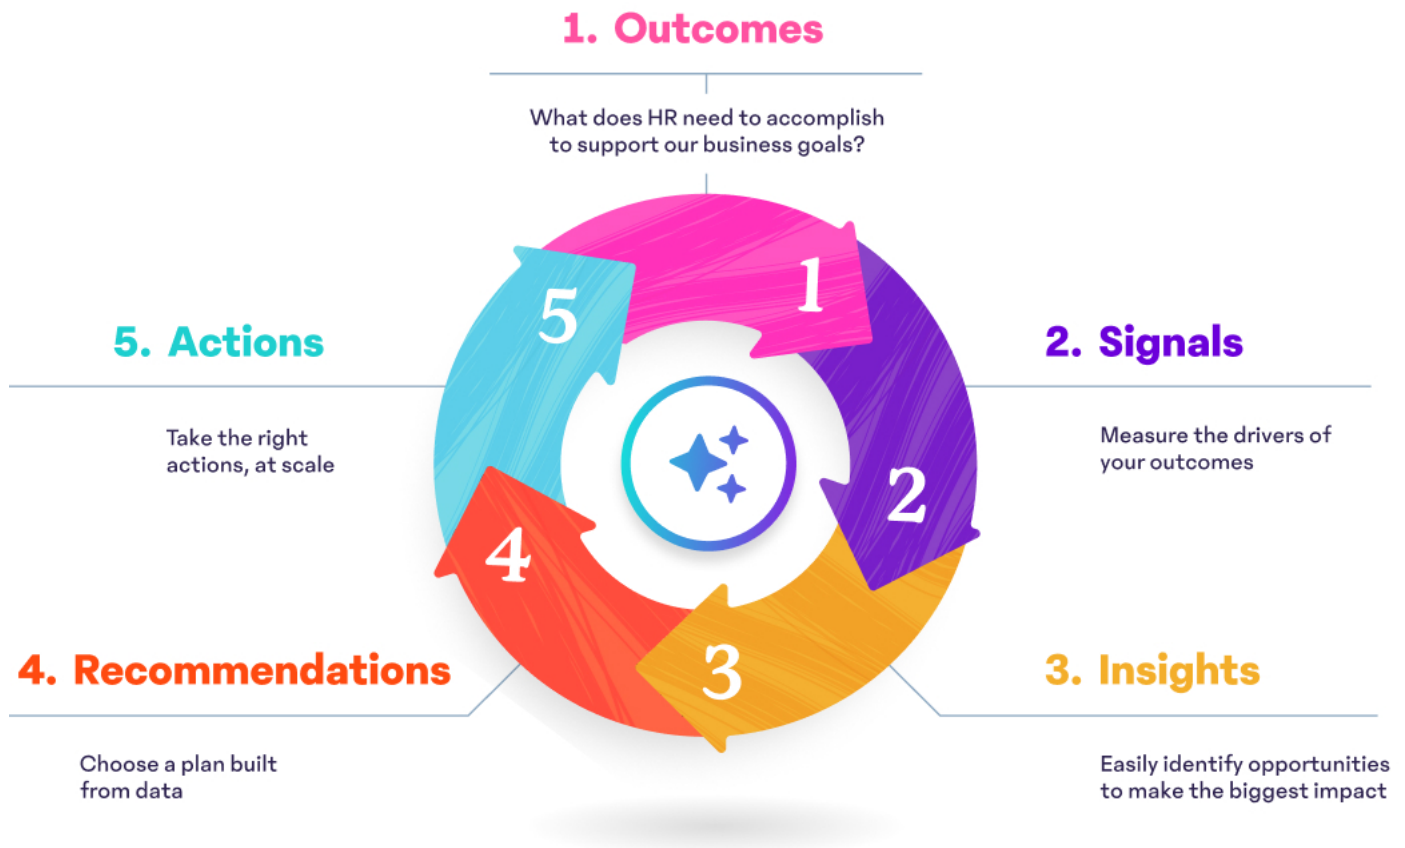 1. Outcomes
What does HR need to accomplish
to support our business goals?
1
2. Signals
Measure the drivers of
your outcomes
2
3. Insights
Easily identify opportunities
to make the biggest impact
3
4. Recommendations
Choose a plan built
from data
4
5. Actions
Take the right
actions, at scale
5